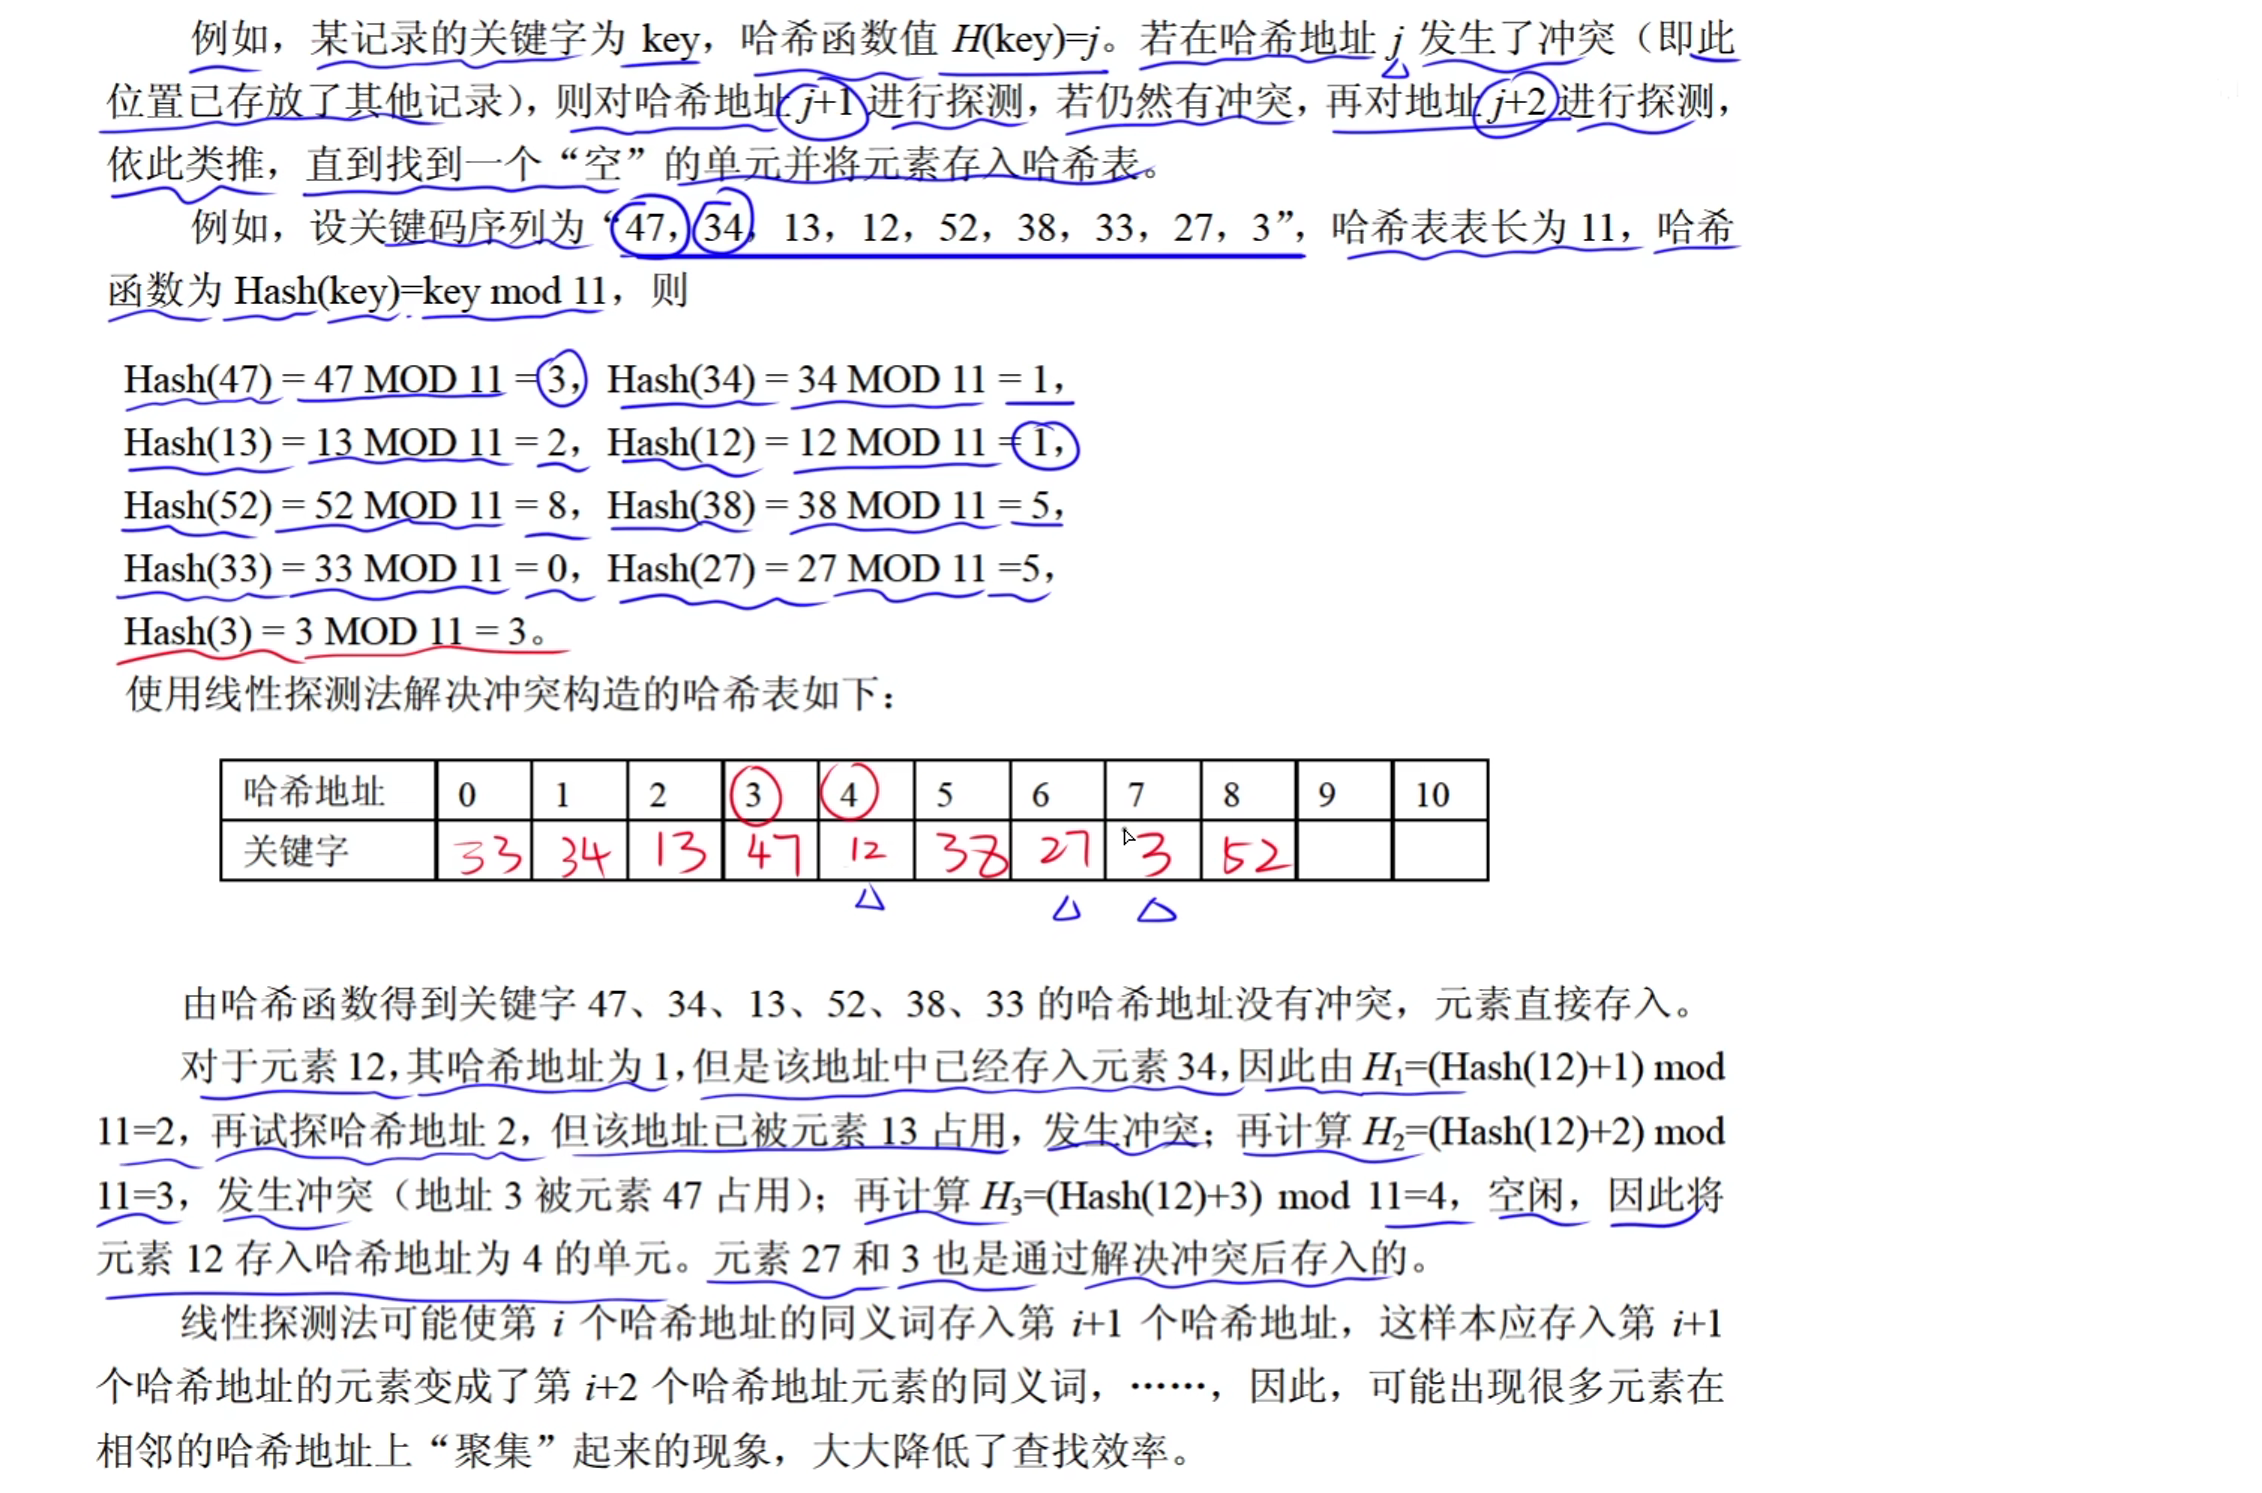 例如，某记录的关键字为 key，哈希函数值 H(key)=j。若在哈希地址 j 发生了冲突（即此
位置已存放了其他记录），则对哈希地址 j+1 进行探测，若仍然有冲突，再对地址 j+2 进行探测，
依此类推，直到找到一个“空”的单元并将元素存入哈希表。
例如，设关键码序列为“47，34，13，12，52，38，33，27，3”，哈希表表长为 11，哈希
函数为 Hash(key)=key mod 11，则
Hash(47) = 47 MOD 11 = 3， Hash(34) = 34 MOD 11 = 1，
Hash(13) = 13 MOD 11 = 2， Hash(12) = 12 MOD 11 = 1，
Hash(52) = 52 MOD 11 = 8， Hash(38) = 38 MOD 11 = 5，
Hash(33) = 33 MOD 11 = 0， Hash(27) = 27 MOD 11 =5，
Hash(3) = 3 MOD 11 = 3。
使用线性探测法解决冲突构造的哈希表如下：
哈希地址 0 1 2 3 4 5 6 7 8 9 10
关键字 33 34 13 47 12 38 27 3 52
由哈希函数得到关键字 47、34、13、52、38、33 的哈希地址没有冲突，元素直接存入。
对于元素 12，其哈希地址为 1，但是该地址中已经存入元素 34，因此由 H₁=(Hash(12)+1) mod
11=2，再试探哈希地址 2，但该地址已被元素 13 占用，发生冲突；再计算 H₂=(Hash(12)+2) mod
11=3，发生冲突（地址 3 被元素 47 占用）；再计算 H₃=(Hash(12)+3) mod 11=4，空闲，因此将
元素 12 存入哈希地址为 4 的单元。元素 27 和 3 也是通过解决冲突后存入的。
线性探测法可能使第 i 个哈希地址的同义词存入第 i+1 个哈希地址，这样本应存入第 i+1
个哈希地址的元素变成了第 i+2 个哈希地址元素的同义词，……，因此，可能出现很多元素在
相邻的哈希地址上“聚集”起来的现象，大大降低了查找效率。